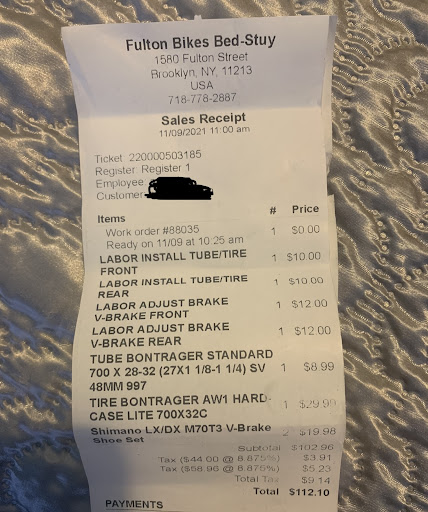 Fulton Bikes Bed-Stuy
1580 Fulton Street
Brooklyn, NY, 11213
USA
718-778-2887
Sales Receipt
11/09/2021 11:00 am
Ticket 220000503185
Register: Register 1
Employee
Customer
Items # Price
Work order #88035 1 $0.00
Ready on 11/09 at 10:25 am
LABOR INSTALL TUBE/TIRE 1 $10.00
FRONT
LABOR INSTALL TUBE/TIRE 1 $10.00
REAR
LABOR ADJUST BRAKE 1 $12.00
V-BRAKE FRONT
LABOR ADJUST BRAKE 1 $12.00
V-BRAKE REAR
TUBE BONTRAGER STANDARD
700 X 28-32 (27X1 1/8-1 1/4) SV 1 $8.99
48MM 997
TIRE BONTRAGER AW1 HARD- 1 $29.99
CASE LITE 700X32C
Shimano LX/DX M70T3 V-Brake 2 $19.98
Shoe Set
Subtotal $102.96
Tax ($44.00 @ 8.875%) $3.91
Tax ($58.96 @ 8.875%) $5.23
Total Tax $9.14
Total $112.10
PAYMENTS